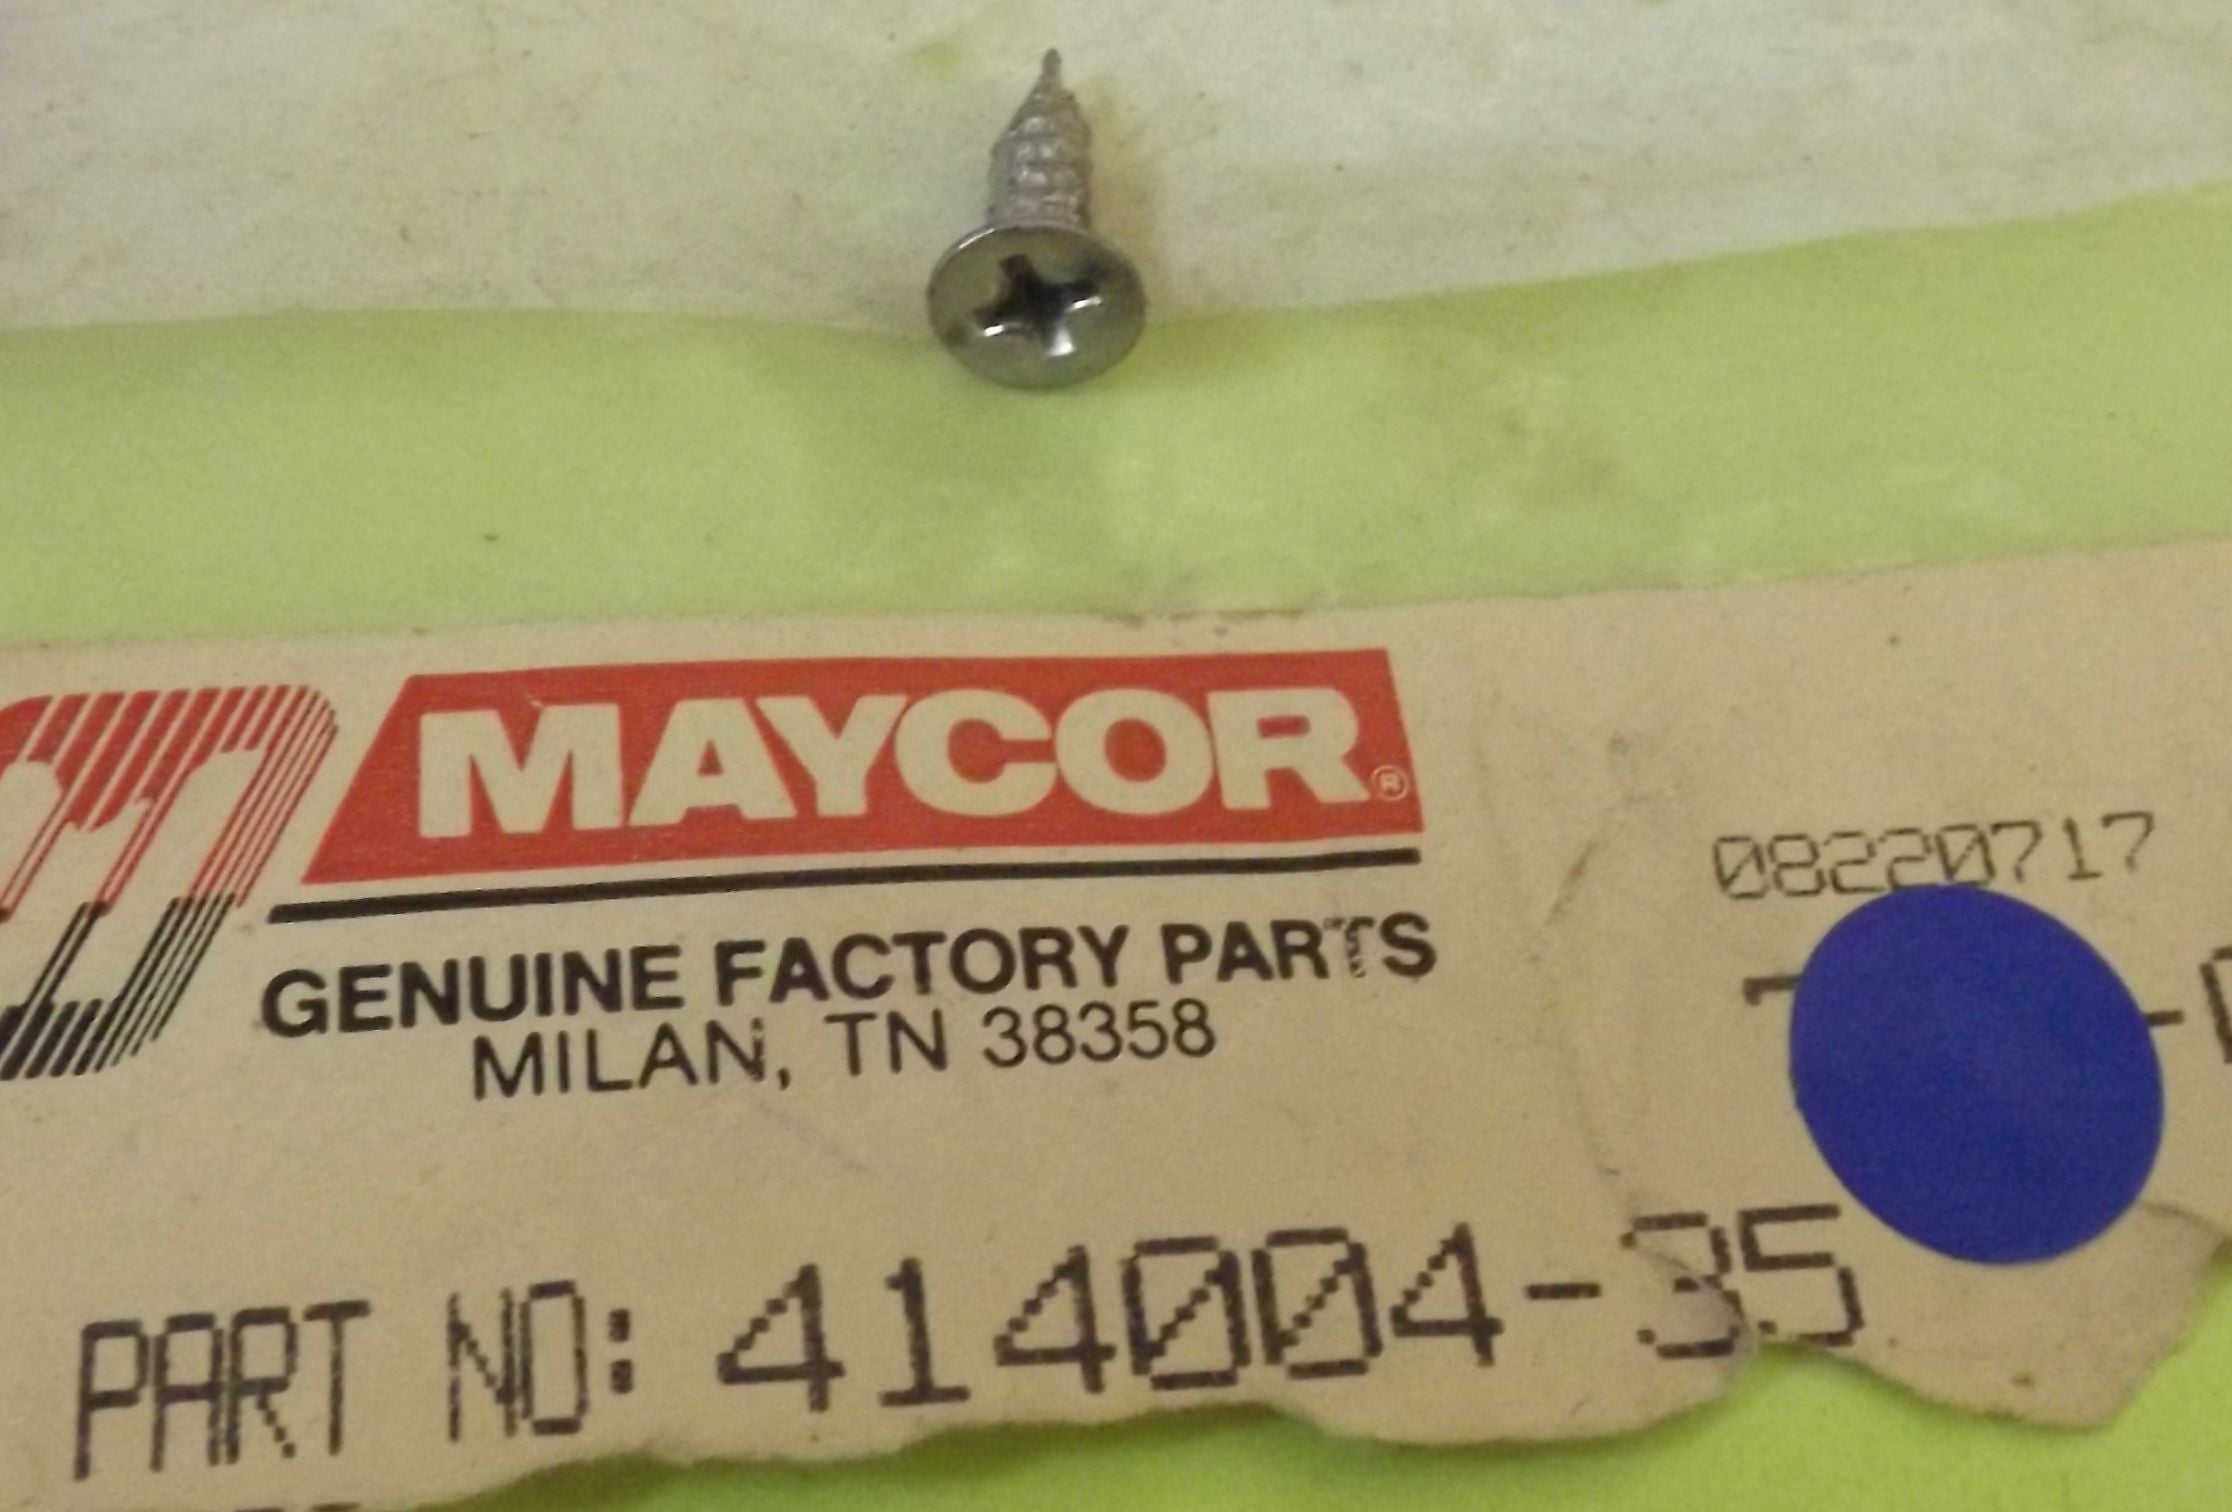 MAYCOR®
GENUINE FACTORY PARTS
MILAN, TN 38358
08220717
PART NO: 414004-35